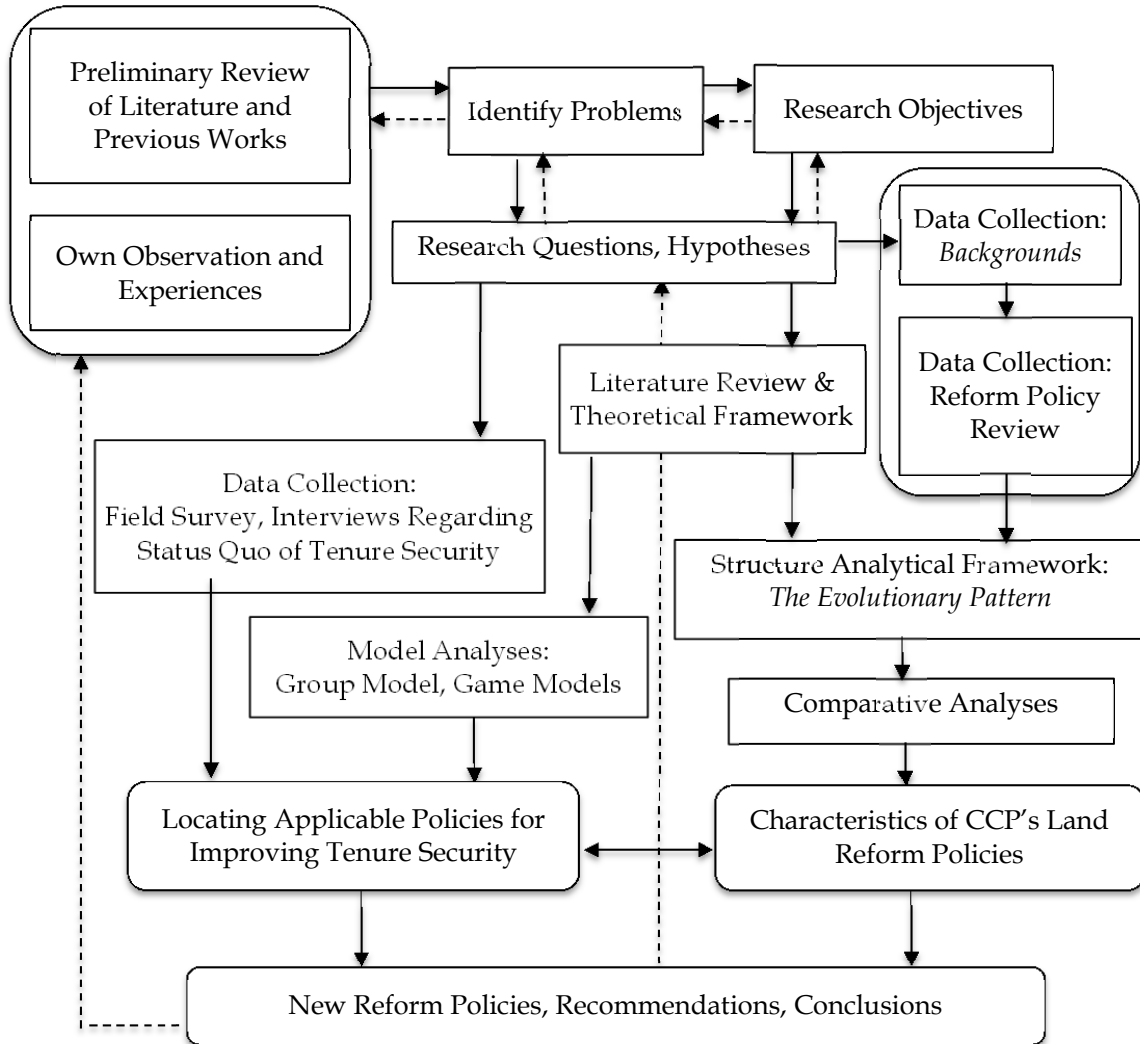 Preliminary Review
of Literature and
Previous Works
Identify Problems
Research Objectives
Own Observation and
Experiences
Research Questions, Hypotheses
Data Collection:
Backgrounds
Data Collection:
Reform Policy
Review
Literature Review &
Theoretical Framework
Data Collection:
Field Survey, Interviews Regarding
Status Quo of Tenure Security
Structure Analytical Framework:
The Evolutionary Pattern
Model Analyses:
Group Model, Game Models
Comparative Analyses
Locating Applicable Policies for
Improving Tenure Security
Characteristics of CCP’s Land
Reform Policies
New Reform Policies, Recommendations, Conclusions